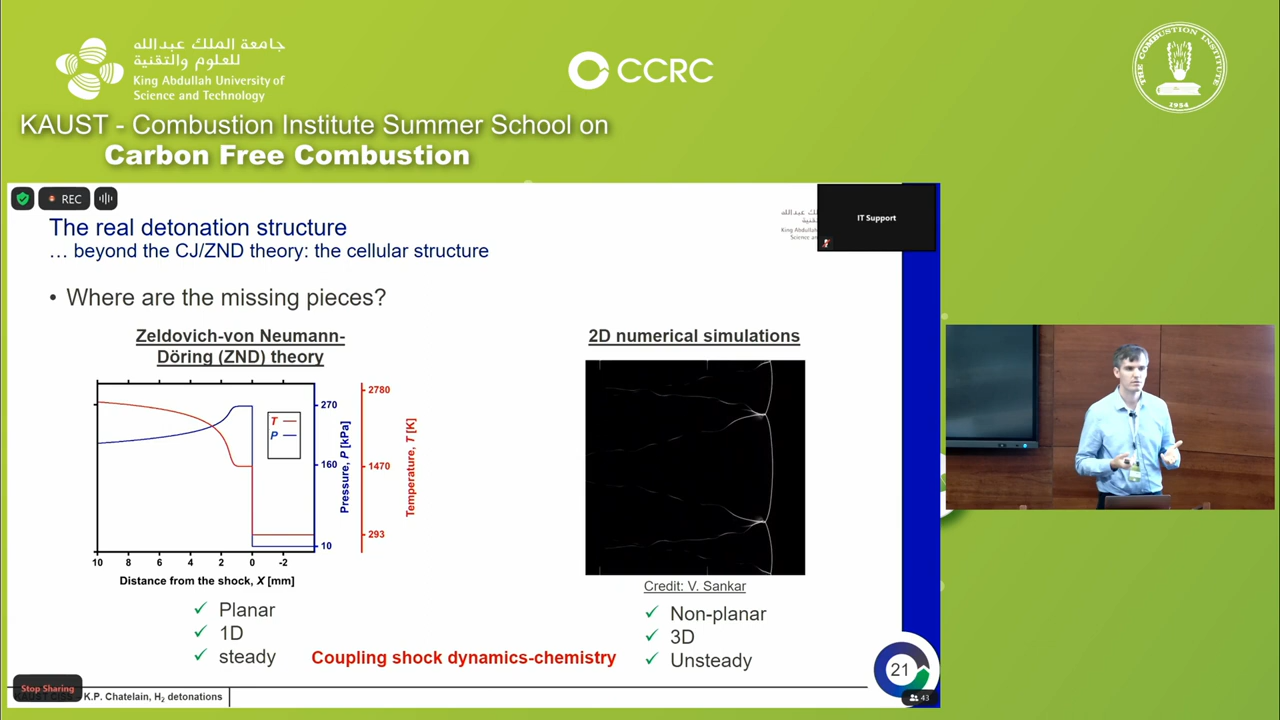 جامعة الملك عبدالله
للعلوم والتقنية
King Abdullah University of
Science and Technology
CCRC
THE COMBUSTION INSTITUTE
1954
KAUST - Combustion Institute Summer School on
Carbon Free Combustion
REC
The real detonation structure
… beyond the CJ/ZND theory: the cellular structure
IT Support
• Where are the missing pieces?
Zeldovich-von Neumann-
Döring (ZND) theory
2D numerical simulations
T
P
270
160
10
Pressure, P [kPa]
2780
1470
293
Temperature, T [K]
10 8 6 4 2 0 -2
Distance from the shock, X [mm]
Credit: V. Sankar
✓ Planar
✓ 1D
✓ steady
Coupling shock dynamics-chemistry
✓ Non-planar
✓ 3D
✓ Unsteady
21
Stop Sharing
K.P. Chatelain, H2 detonations
43